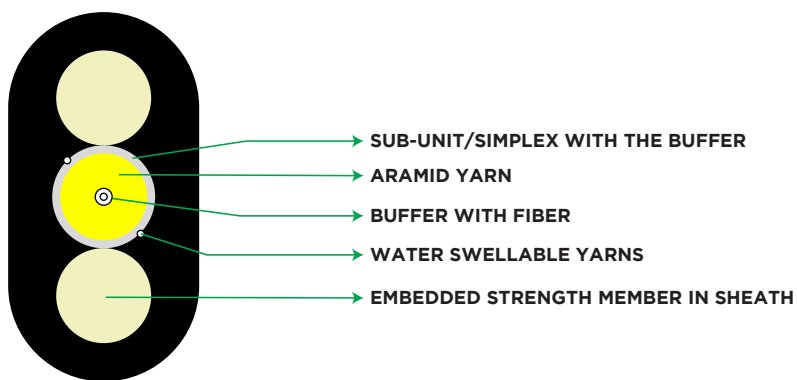 SUB-UNIT/SIMPLEX WITH THE BUFFER
ARAMID YARN
BUFFER WITH FIBER
WATER SWELLABLE YARNS
EMBEDDED STRENGTH MEMBER IN SHEATH